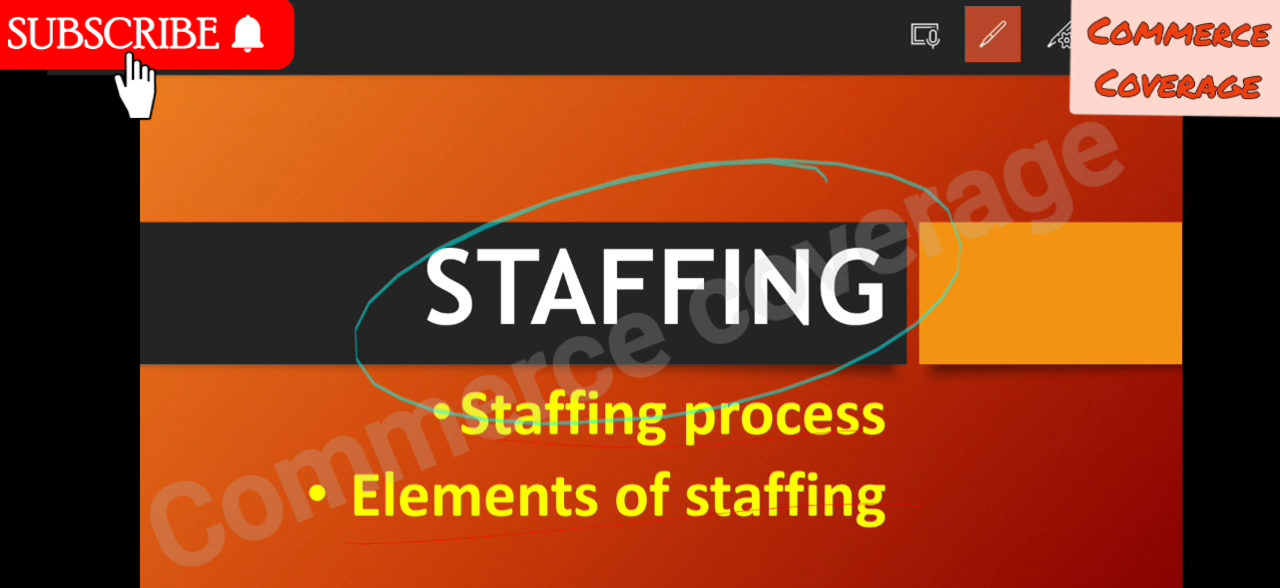 SUBSCRIBE
COMMERCE
COVERAGE
STAFFING
• Staffing process
• Elements of staffing
Commerce coverage